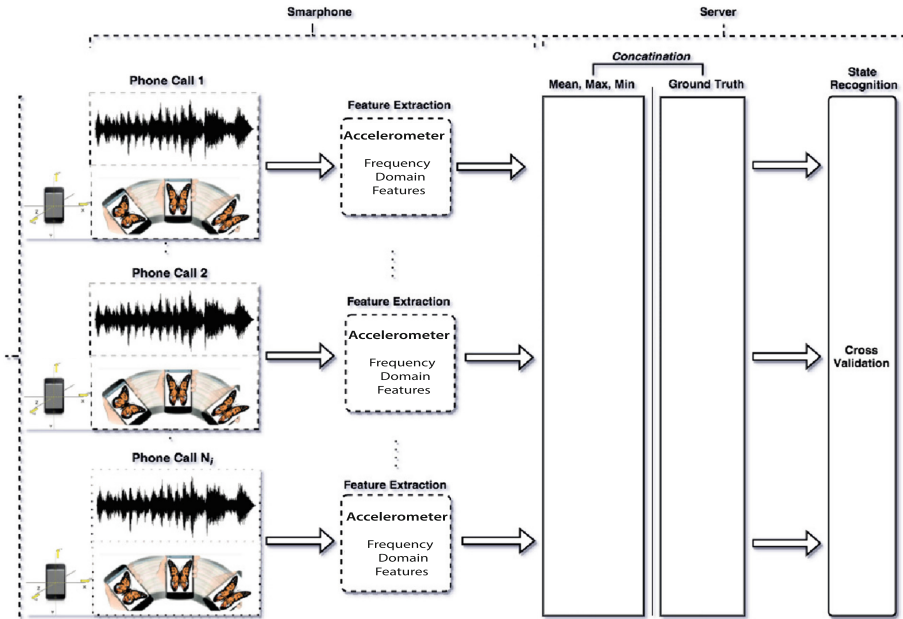 Smarphone
Server
Concatination
Phone Call 1
Mean, Max, Min
Ground Truth
State
Recognition
Feature Extraction
Accelerometer
Frequency
Domain
Features
Phone Call 2
Feature Extraction
Accelerometer
Frequency
Domain
Features
Cross
Validation
Phone Call Ni
Feature Extraction
Accelerometer
Frequency
Domain
Features